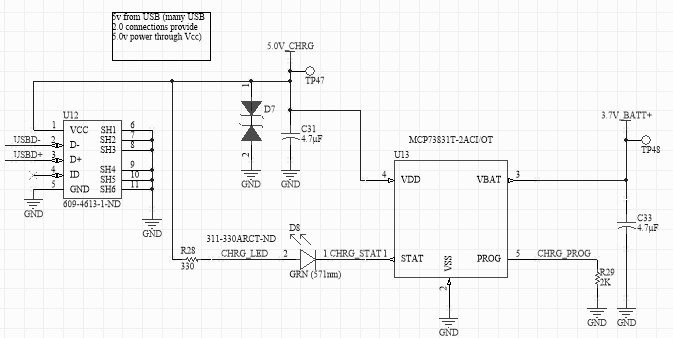 5v from USB (many USB
2.0 connections provide
5.0v power through Vcc)
5.0V_CHRG
TP47
3.7V_BATT+
TP48
U12
1 VCC SH1 6
USBD- 2 D- SH2 7
USBD+ 3 D+ SH3 8
4 ID SH4 9
SH5 10
5 GND SH6 11
609-4613-1-ND
GND
GND
1
D7
2
GND
C31
4.7µF
GND
MCP73831T-2ACI/OT
U13
4 VDD VBAT 3
STAT VSS PROG 5
CHRG_PROG
2
GND
R29
2K
GND
C33
4.7µF
GND
311-330ARCT-ND
R28
330
CHRG_LED 2
D8
GRN (571nm)
1 CHRG_STAT 1